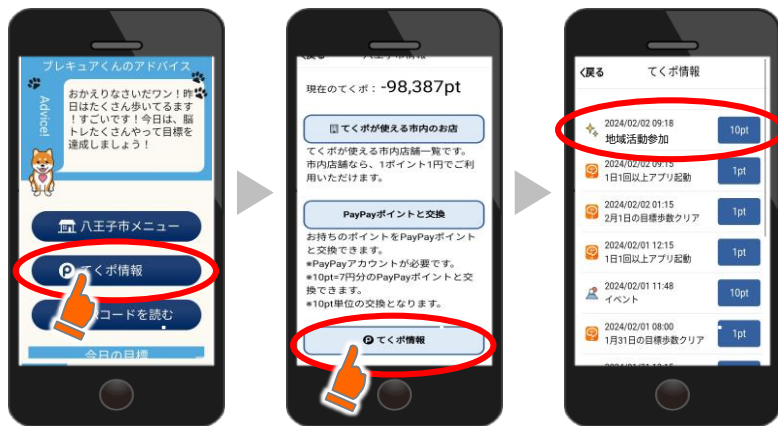 ブレキュアくんのアドバイス
Advice!
おかえりなさいだワン！昨
日はたくさん歩いてるます
！すごいです！今日は、脳
トレたくさんやって目標を
達成しましょう！
八王子市メニュー
てくポ情報
コードを読む
今日の目標
八王子市情報
現在のてくポ：-98,387pt
てくポが使える市内のお店
てくポが使える市内店舗一覧です。
市内店舗なら、1ポイント1円でご利
用いただけます。
PayPayポイントと交換
お持ちのポイントをPayPayポイント
と交換できます。
*PayPayアカウントが必要です。
*10pt=7円分のPayPayポイントと交
換できます。
*10pt単位の交換となります。
てくポ情報
く戻る てくポ情報
2024/02/02 09:18
地域活動参加 10pt
2024/02/02 09:15
1日1回以上アプリ起動 1pt
2024/02/02 01:15
2月1日の目標歩数クリア 1pt
2024/02/01 12:15
1日1回以上アプリ起動 1pt
2024/02/01 11:48
イベント 10pt
2024/02/01 08:00
1月31日の目標歩数クリア 1pt